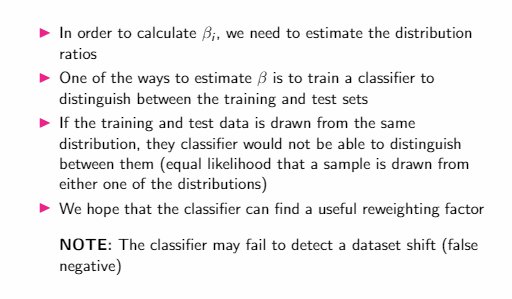 In order to calculate βi, we need to estimate the distribution
ratios
One of the ways to estimate β is to train a classifier to
distinguish between the training and test sets
If the training and test data is drawn from the same
distribution, they classifier would not be able to distinguish
between them (equal likelihood that a sample is drawn from
either one of the distributions)
We hope that the classifier can find a useful reweighting factor
NOTE: The classifier may fail to detect a dataset shift (false
negative)